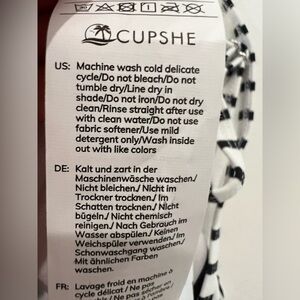 CUPSHE
US: Machine wash cold delicate
cycle/Do not bleach/Do not
tumble dry/Line dry in
shade/Do not iron/Do not dry
clean/Rinse straight after use
with clean water/Do not use
fabric softener/Use mild
detergent only/Wash inside
out with like colors
DE: Kalt und zart in der
Maschinenwäsche waschen./
Nicht bleichen./ Nicht im
Trockner trocknen./ Im
Schatten trocknen./ Nicht
bügeln./ Nicht chemisch
reinigen./ Nach Gebrauch im
Wasser abspülen./ Keinen
Weichspüler verwenden./ Im
Schonwaschgang waschen./
Mit ähnlichen Farben
waschen.
FR: Lavage froid en machine à
cycle délicat / Ne pas